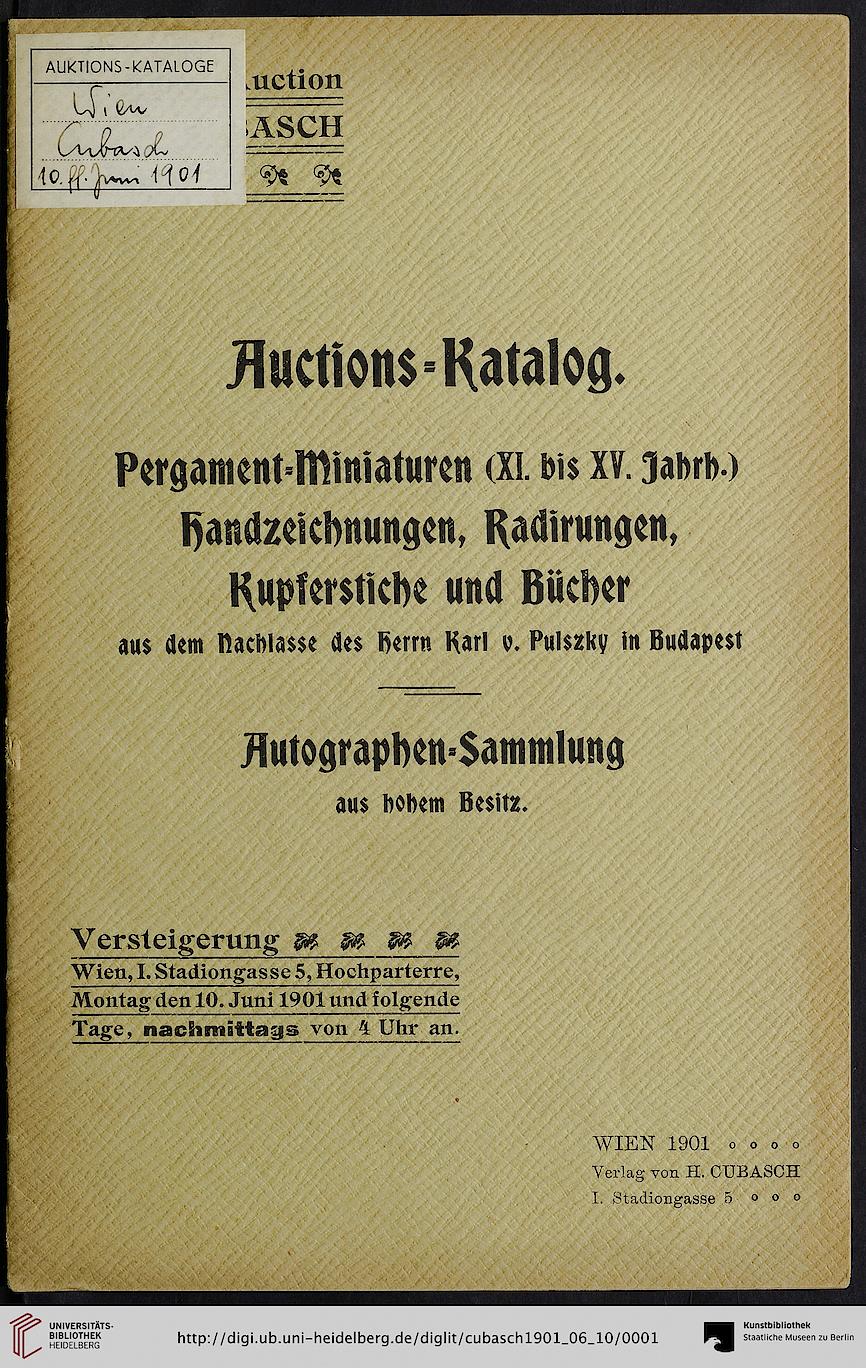 AUKTIONS-KATALOGE
Wien
Cubasch
10. ff. Juni 1901
uction
ASCH
Auctions-Katalog.
Pergament-Miniaturen (XI. bis XV. Jahrh.)
Handzeichnungen, Radirungen,
Kupferstiche und Bücher
aus dem Nachlasse des Herrn Karl v. Pulszky in Budapest
Autographen-Sammlung
aus hohem Besitz.
Versteigerung
Wien, I. Stadiongasse 5, Hochparterre,
Montag den 10. Juni 1901 und folgende
Tage, nachmittags von 4 Uhr an.
WIEN 1901
Verlag von H. CUBASCH
I. Stadiongasse 5
UNIVERSITÄTS-
BIBLIOTHEK
HEIDELBERG
http://digi.ub.uni-heidelberg.de/diglit/cubasch1901_06_10/0001
Kunstbibliothek
Staatliche Museen zu Berlin